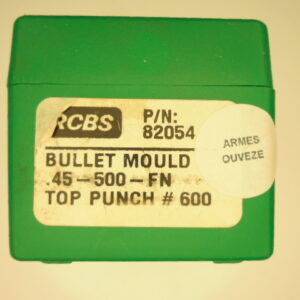 RCBS
P/N:
82054
BULLET MOULD
.45-500-FN
TOP PUNCH # 600
ARMES
OUVEZE